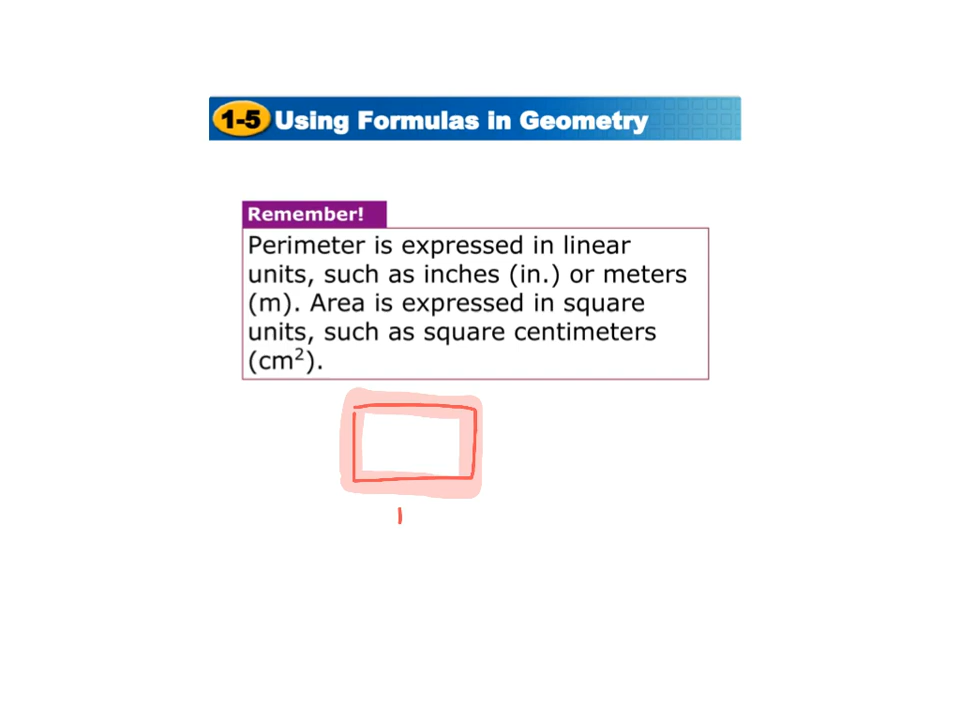 1-5 Using Formulas in Geometry
Remember!
Perimeter is expressed in linear
units, such as inches (in.) or meters
(m). Area is expressed in square
units, such as square centimeters
(cm²).